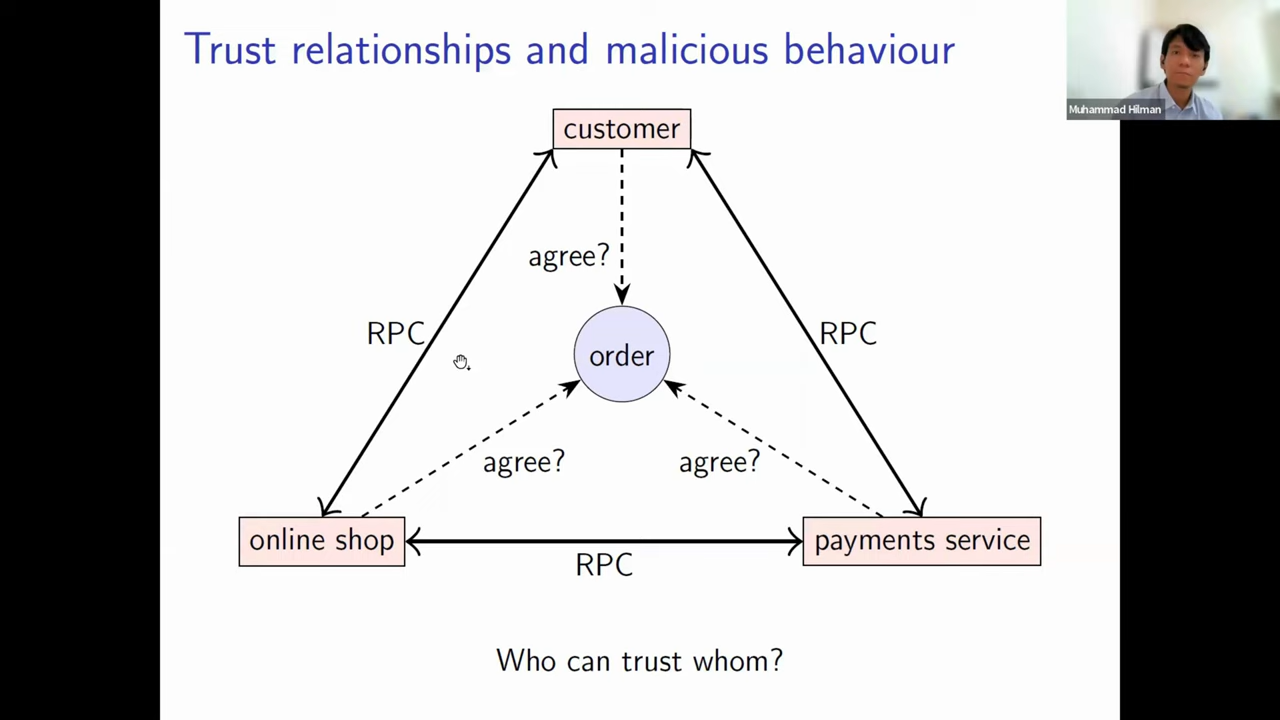 Trust relationships and malicious behaviour
Muhammad Hilman
customer
agree?
RPC
RPC
order
agree?
agree?
online shop
payments service
RPC
Who can trust whom?